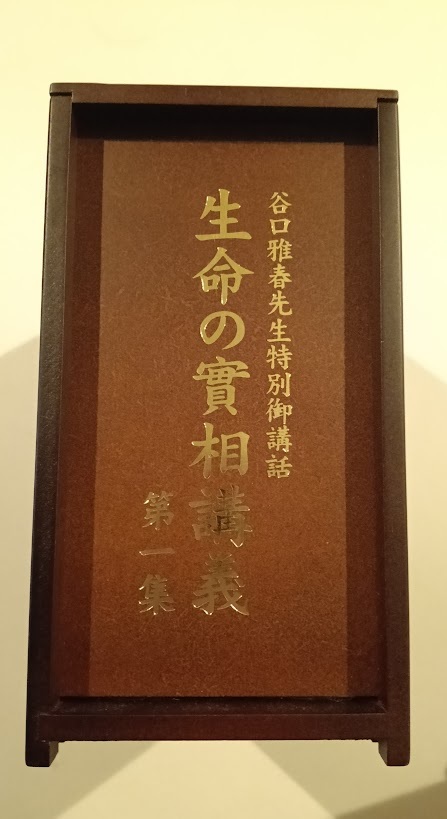 谷口雅春先生特別御講話
生命の實相講義
第一集